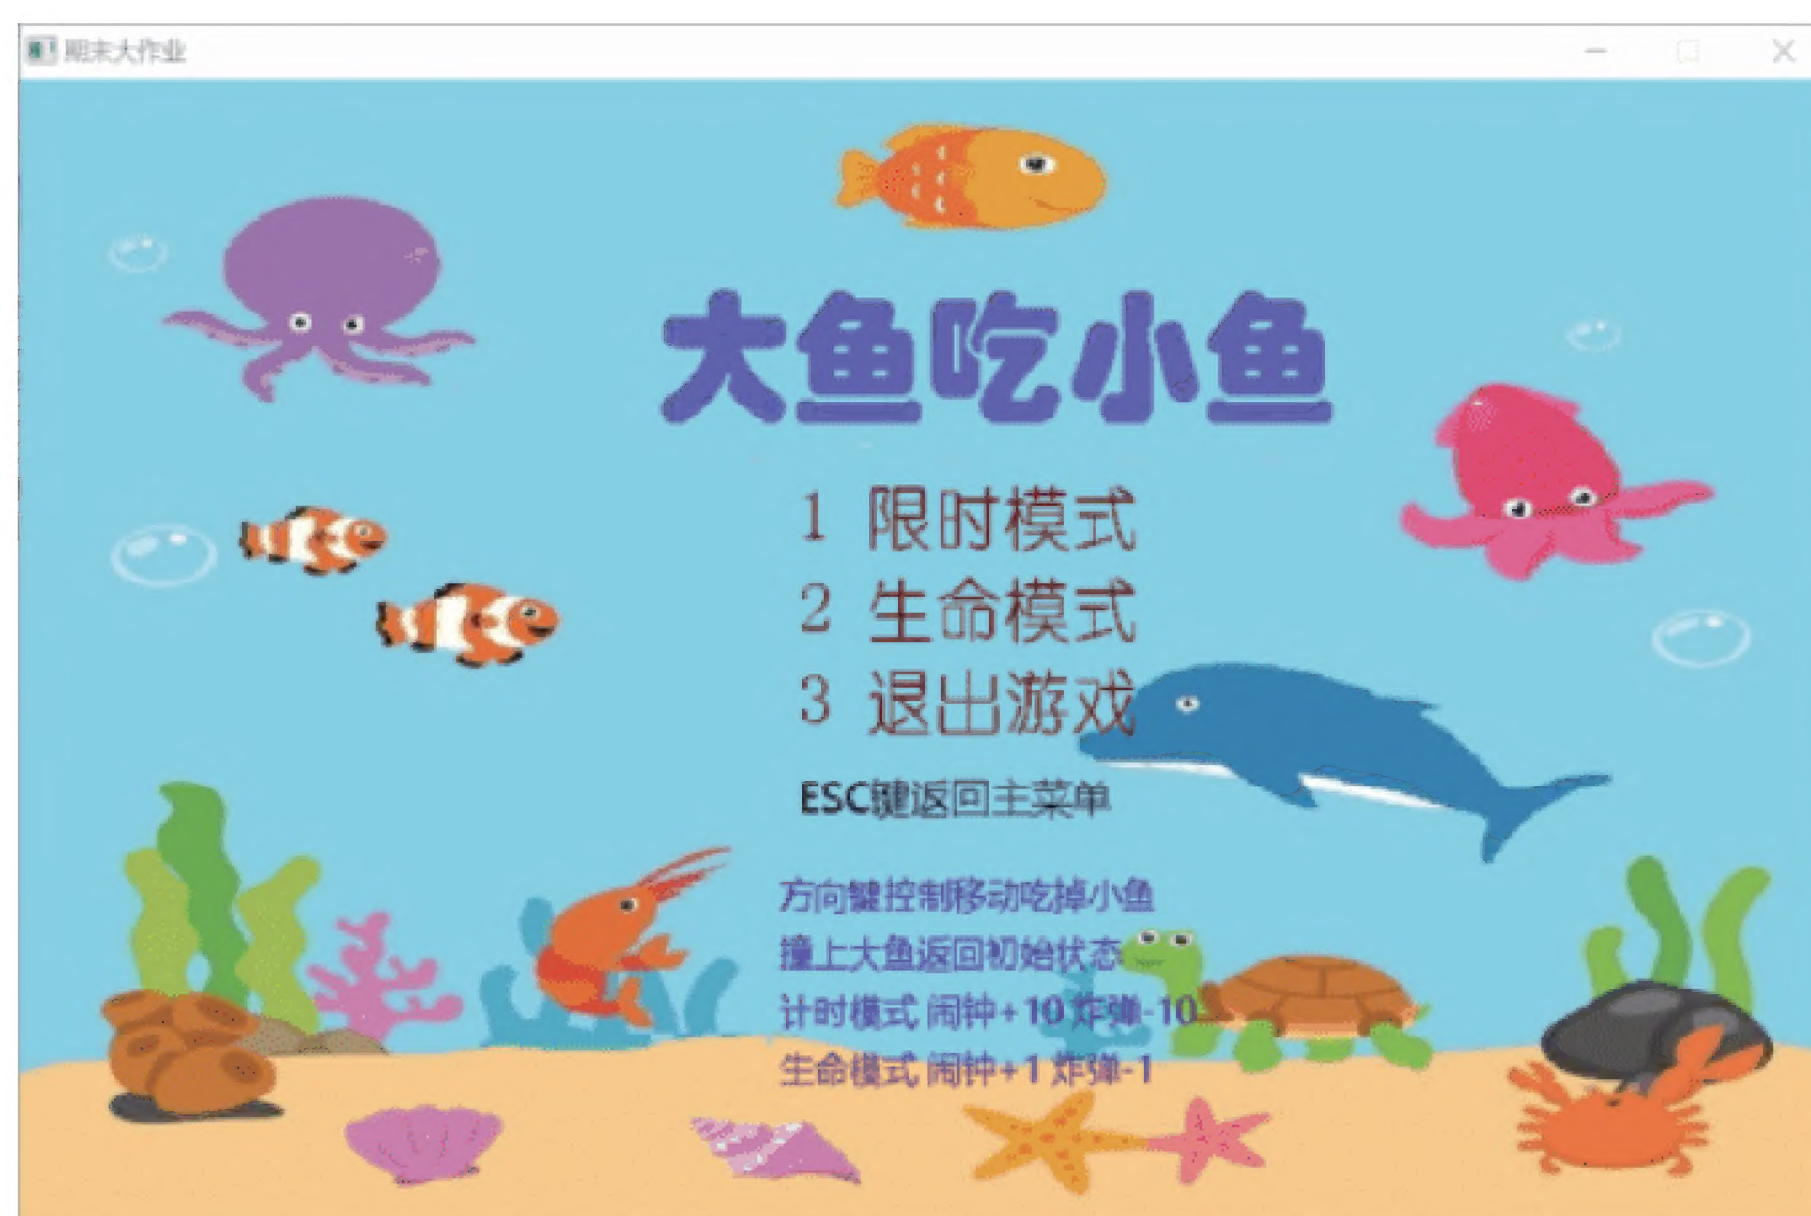 期末大作业
大鱼吃小鱼
1 限时模式
2 生命模式
3 退出游戏
ESC键返回主菜单
方向键控制移动吃掉小鱼
撞上大鱼返回初始状态
计时模式 闹钟+10 炸弹-10
生命模式 闹钟+1 炸弹-1